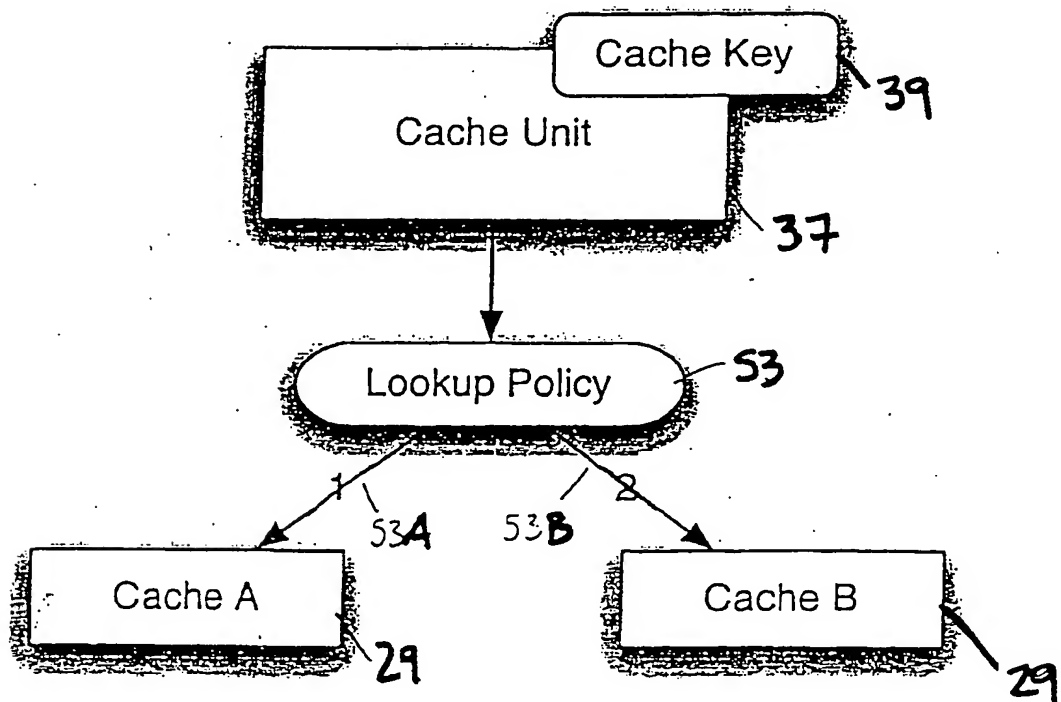 Cache Key
39
Cache Unit
37
Lookup Policy
53
1
2
53A
53B
Cache A
Cache B
29
29